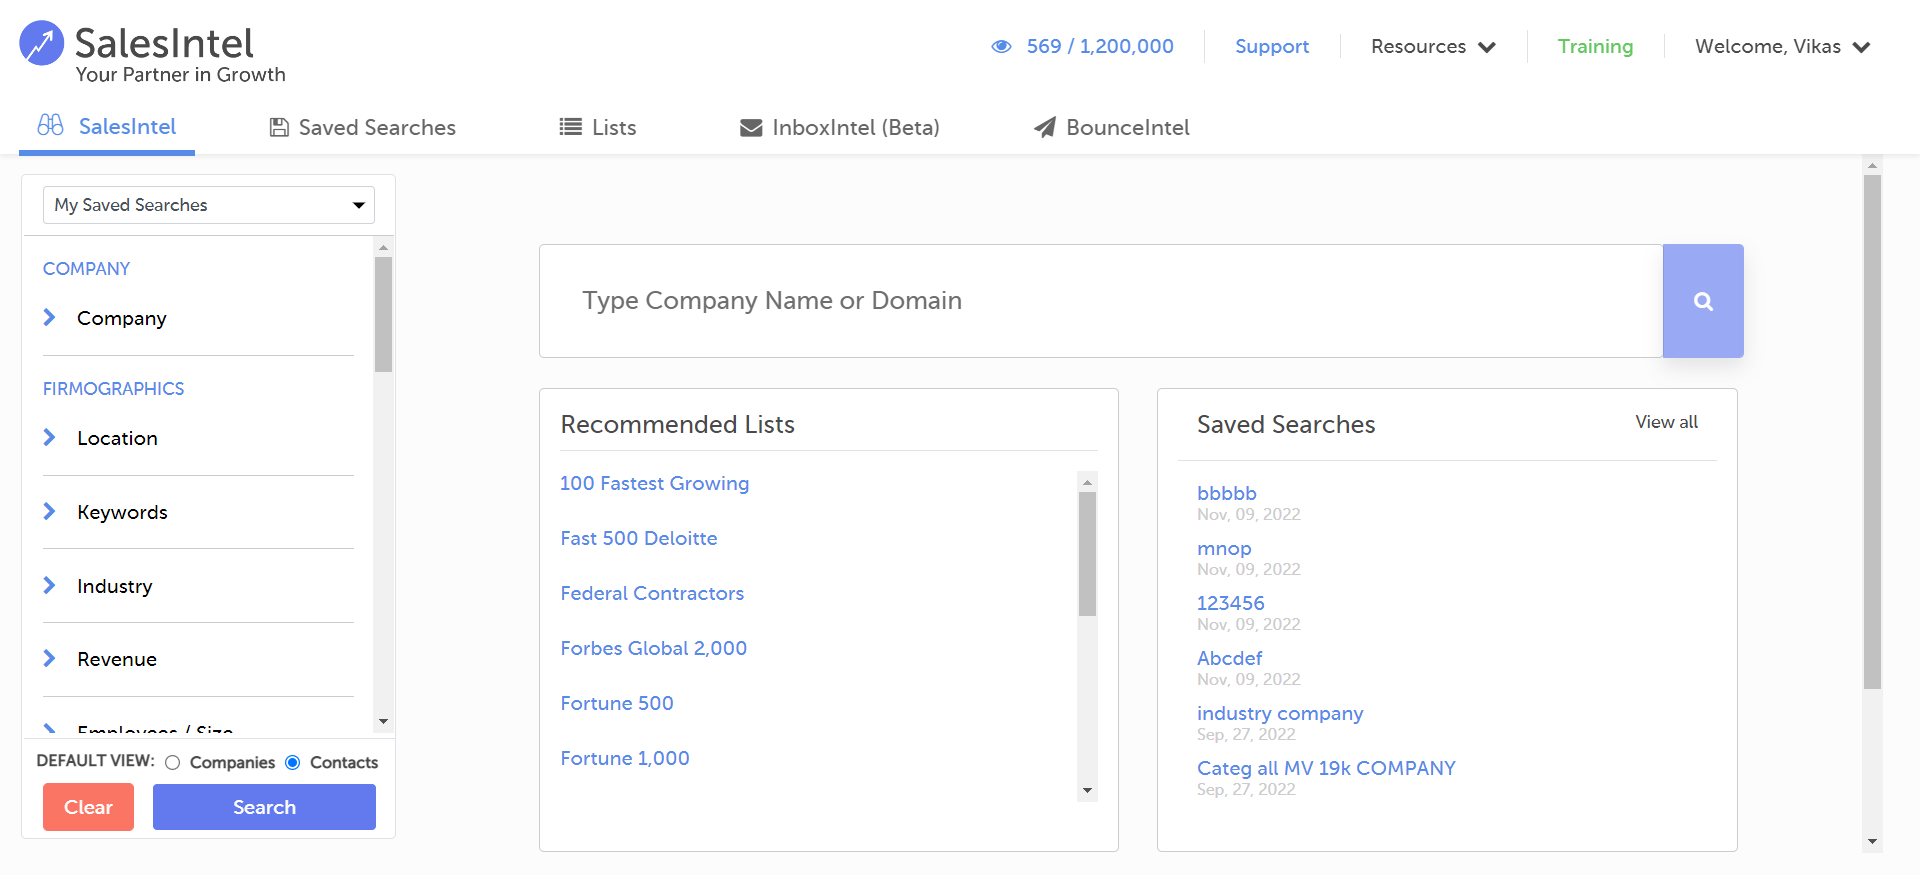 SalesIntel
Your Partner in Growth
569 / 1,200,000
Support
Resources
Training
Welcome, Vikas
SalesIntel
Saved Searches
Lists
InboxIntel (Beta)
BounceIntel
My Saved Searches
COMPANY
Company
FIRMOGRAPHICS
Location
Keywords
Industry
Revenue
Employees / Size
DEFAULT VIEW:
Companies
Contacts
Clear
Search
Type Company Name or Domain
Recommended Lists
100 Fastest Growing
Fast 500 Deloitte
Federal Contractors
Forbes Global 2,000
Fortune 500
Fortune 1,000
Saved Searches
View all
bbbbb
Nov, 09, 2022
mnop
Nov, 09, 2022
123456
Nov, 09, 2022
Abcdef
Nov, 09, 2022
industry company
Sep, 27, 2022
Categ all MV 19k COMPANY
Sep, 27, 2022